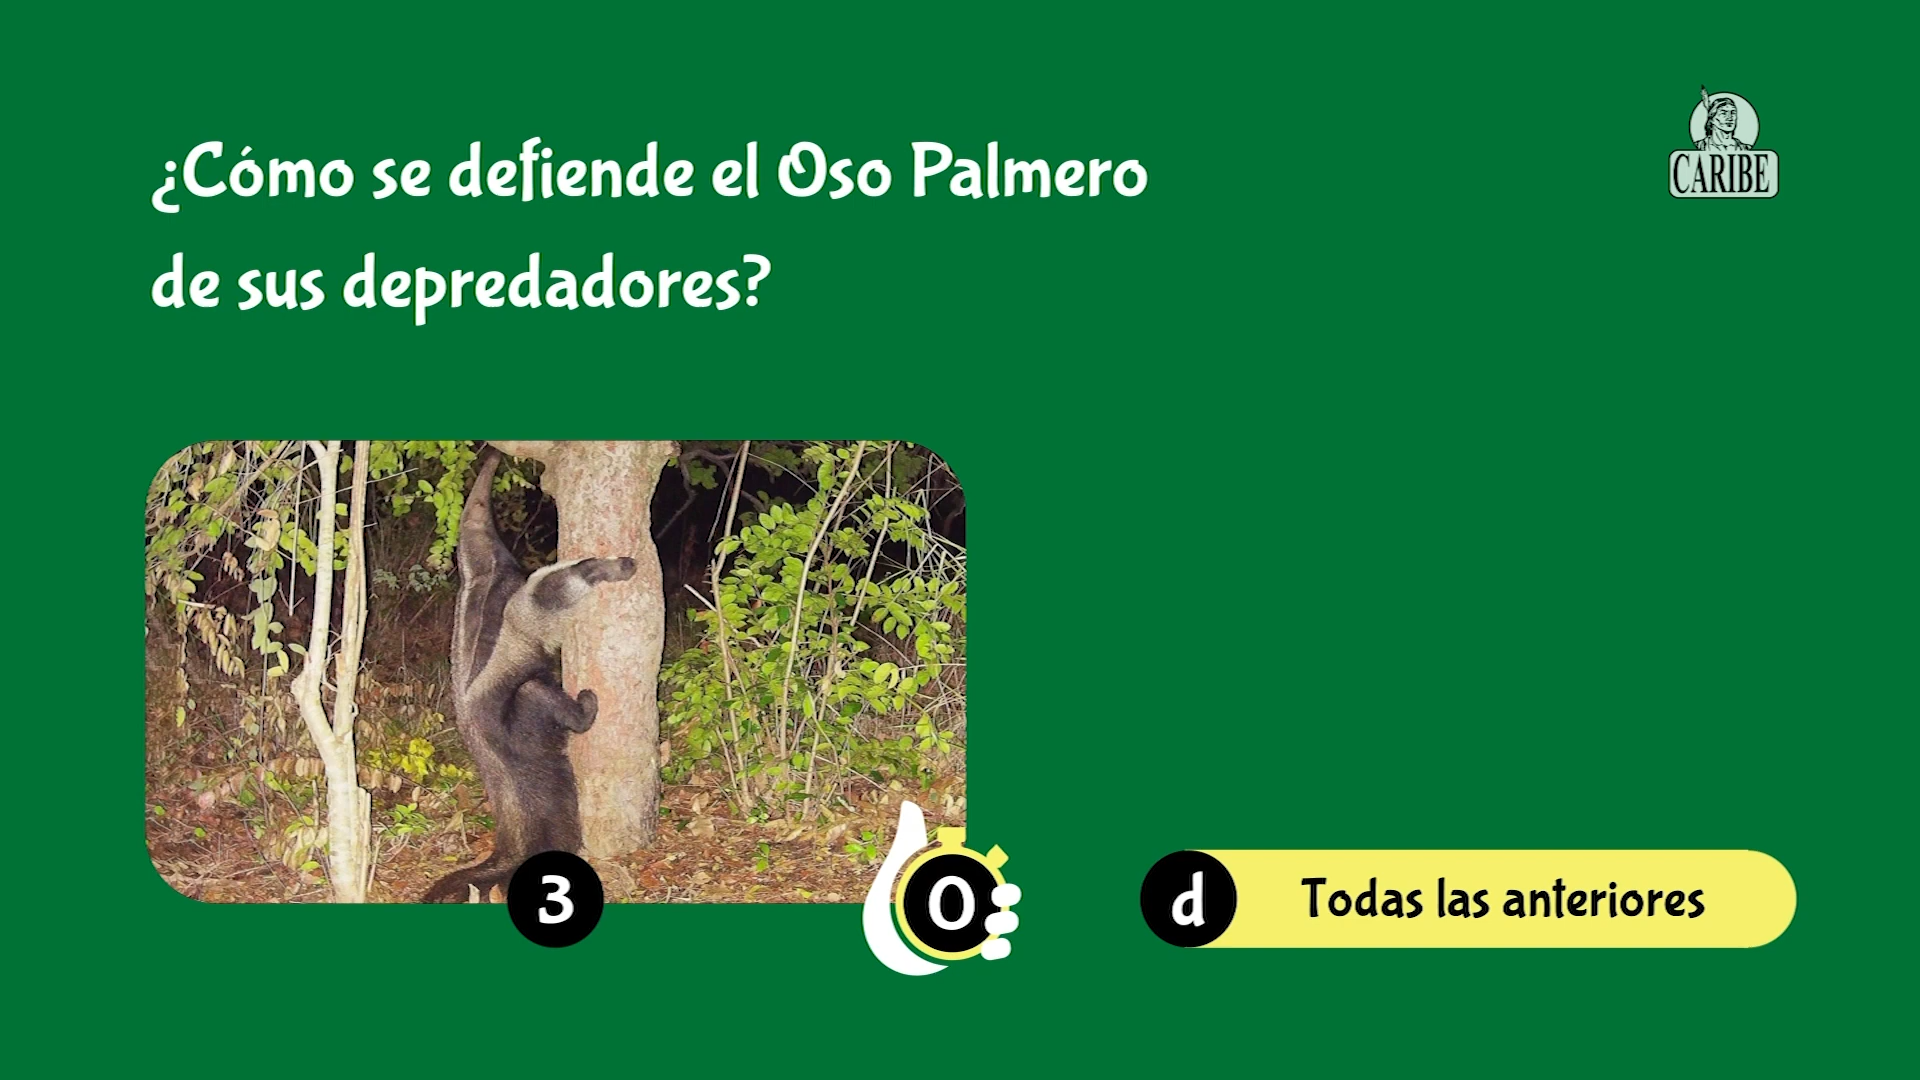 ¿Cómo se defiende el Oso Palmero
de sus depredadores?
CARIBE
3
0
d Todas las anteriores